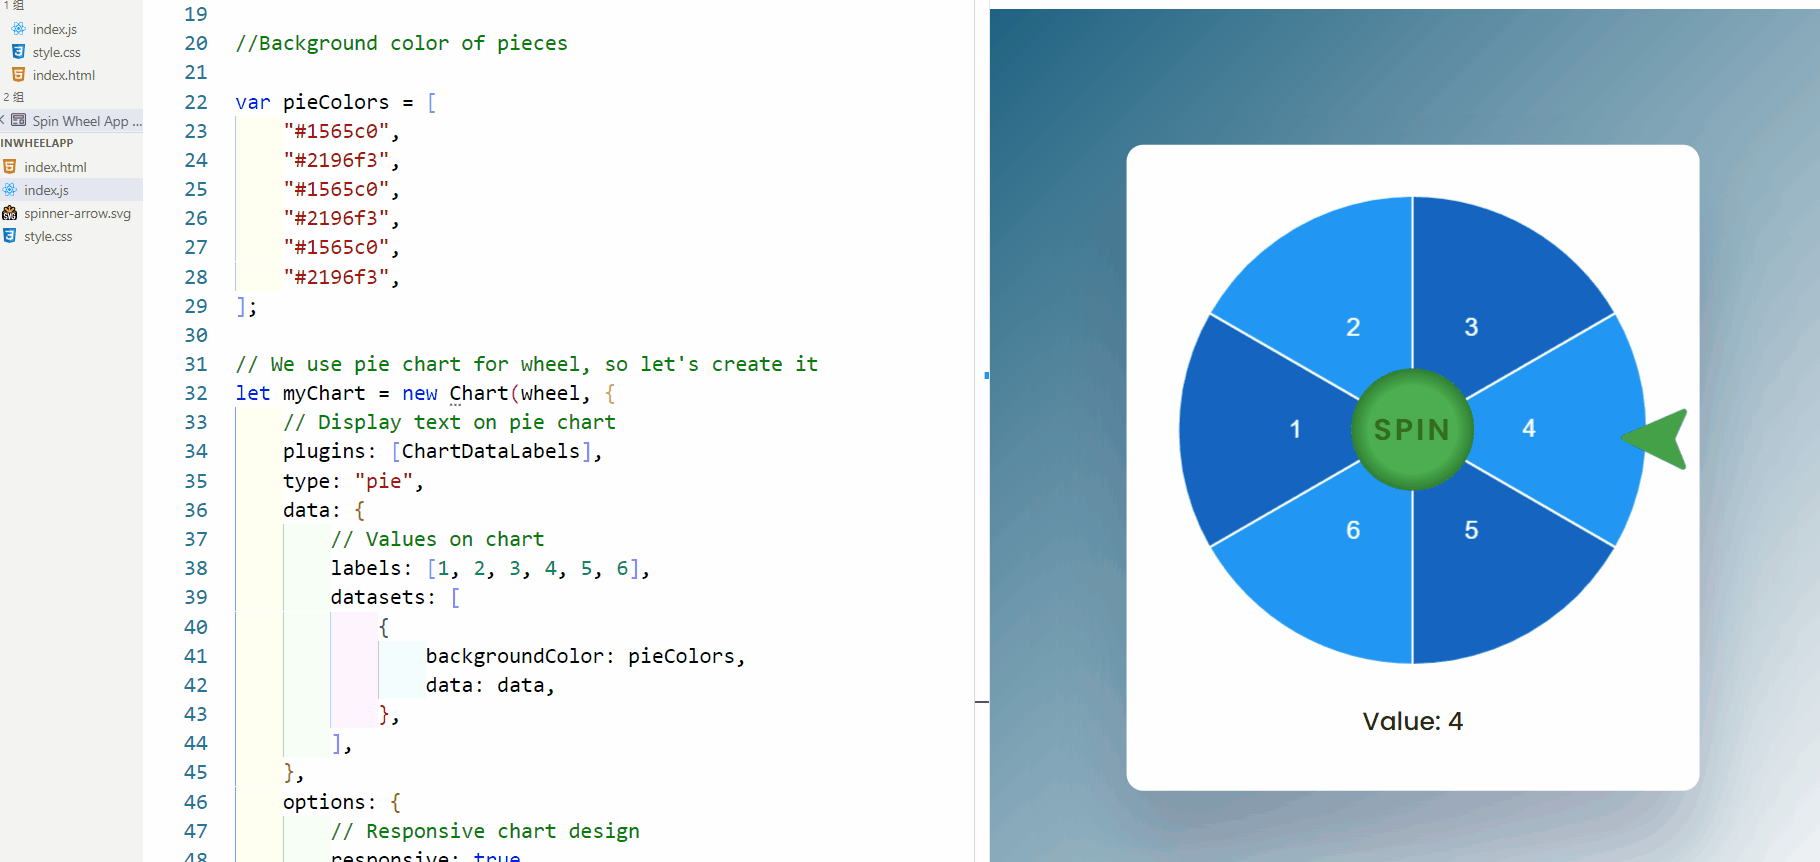 1 组
index.js
style.css
index.html
2 组
Spin Wheel App ...
INWHEELAPP
index.html
index.js
spinner-arrow.svg
style.css
19
20 //Background color of pieces
21
22 var pieColors = [
23 "#1565c0",
24 "#2196f3",
25 "#1565c0",
26 "#2196f3",
27 "#1565c0",
28 "#2196f3",
29 ];
30
31 // We use pie chart for wheel, so let's create it
32 let myChart = new Chart(wheel, {
33 // Display text on pie chart
34 plugins: [ChartDataLabels],
35 type: "pie",
36 data: {
37 // Values on chart
38 labels: [1, 2, 3, 4, 5, 6],
39 datasets: [
40 {
41 backgroundColor: pieColors,
42 data: data,
43 },
44 ],
45 },
46 options: {
47 // Responsive chart design
48 responsive: true
2 3
1 SPIN 4
6 5
Value: 4